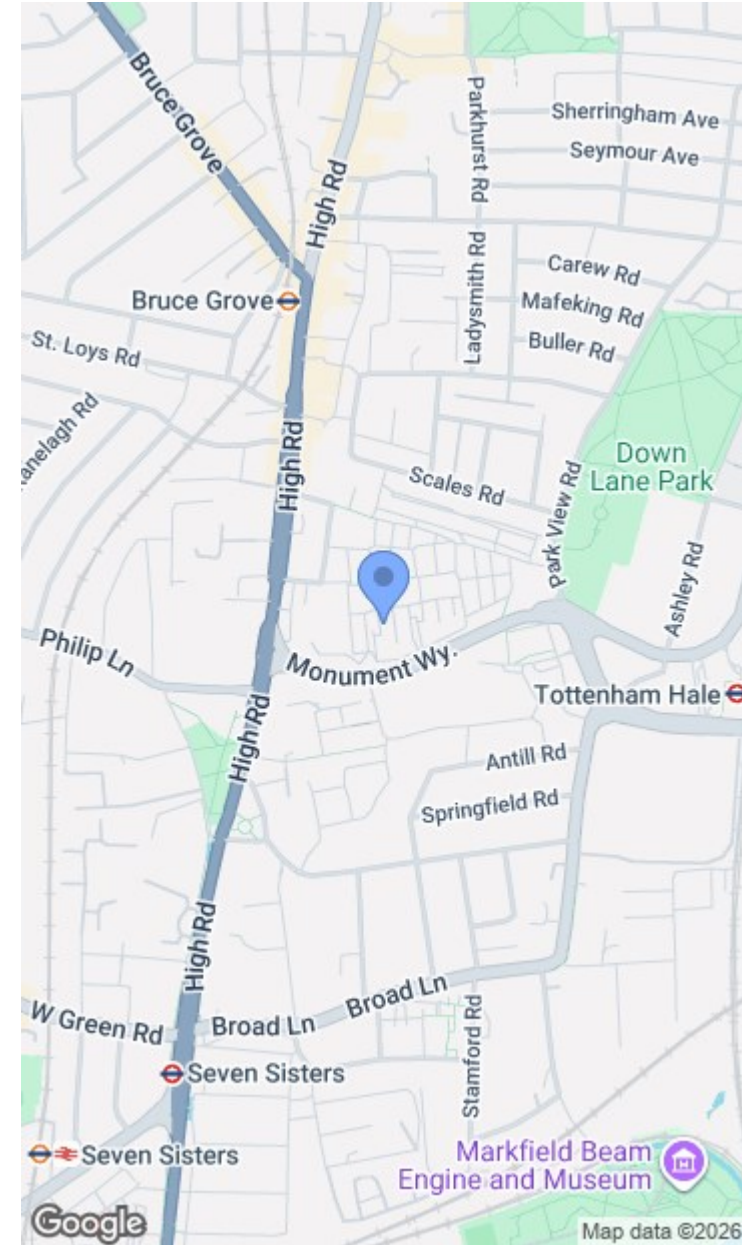 Bruce Grove
High Rd
Parkhurst Rd
Sherringham Ave
Seymour Ave
Ladysmith Rd
Carew Rd
Bruce Grove
Mafeking Rd
St. Loys Rd
Buller Rd
anelagh Rd
High Rd
Scales Rd
Down
Lane Park
Park View Rd
Ashley Rd
Philip Ln
Monument Wy.
Tottenham Hale
High Rd
Antill Rd
Springfield Rd
High Rd
W Green Rd
Broad Ln
Broad Ln
Stamford Rd
Seven Sisters
Seven Sisters
Markfield Beam
Engine and Museum
Google
Map data ©2026